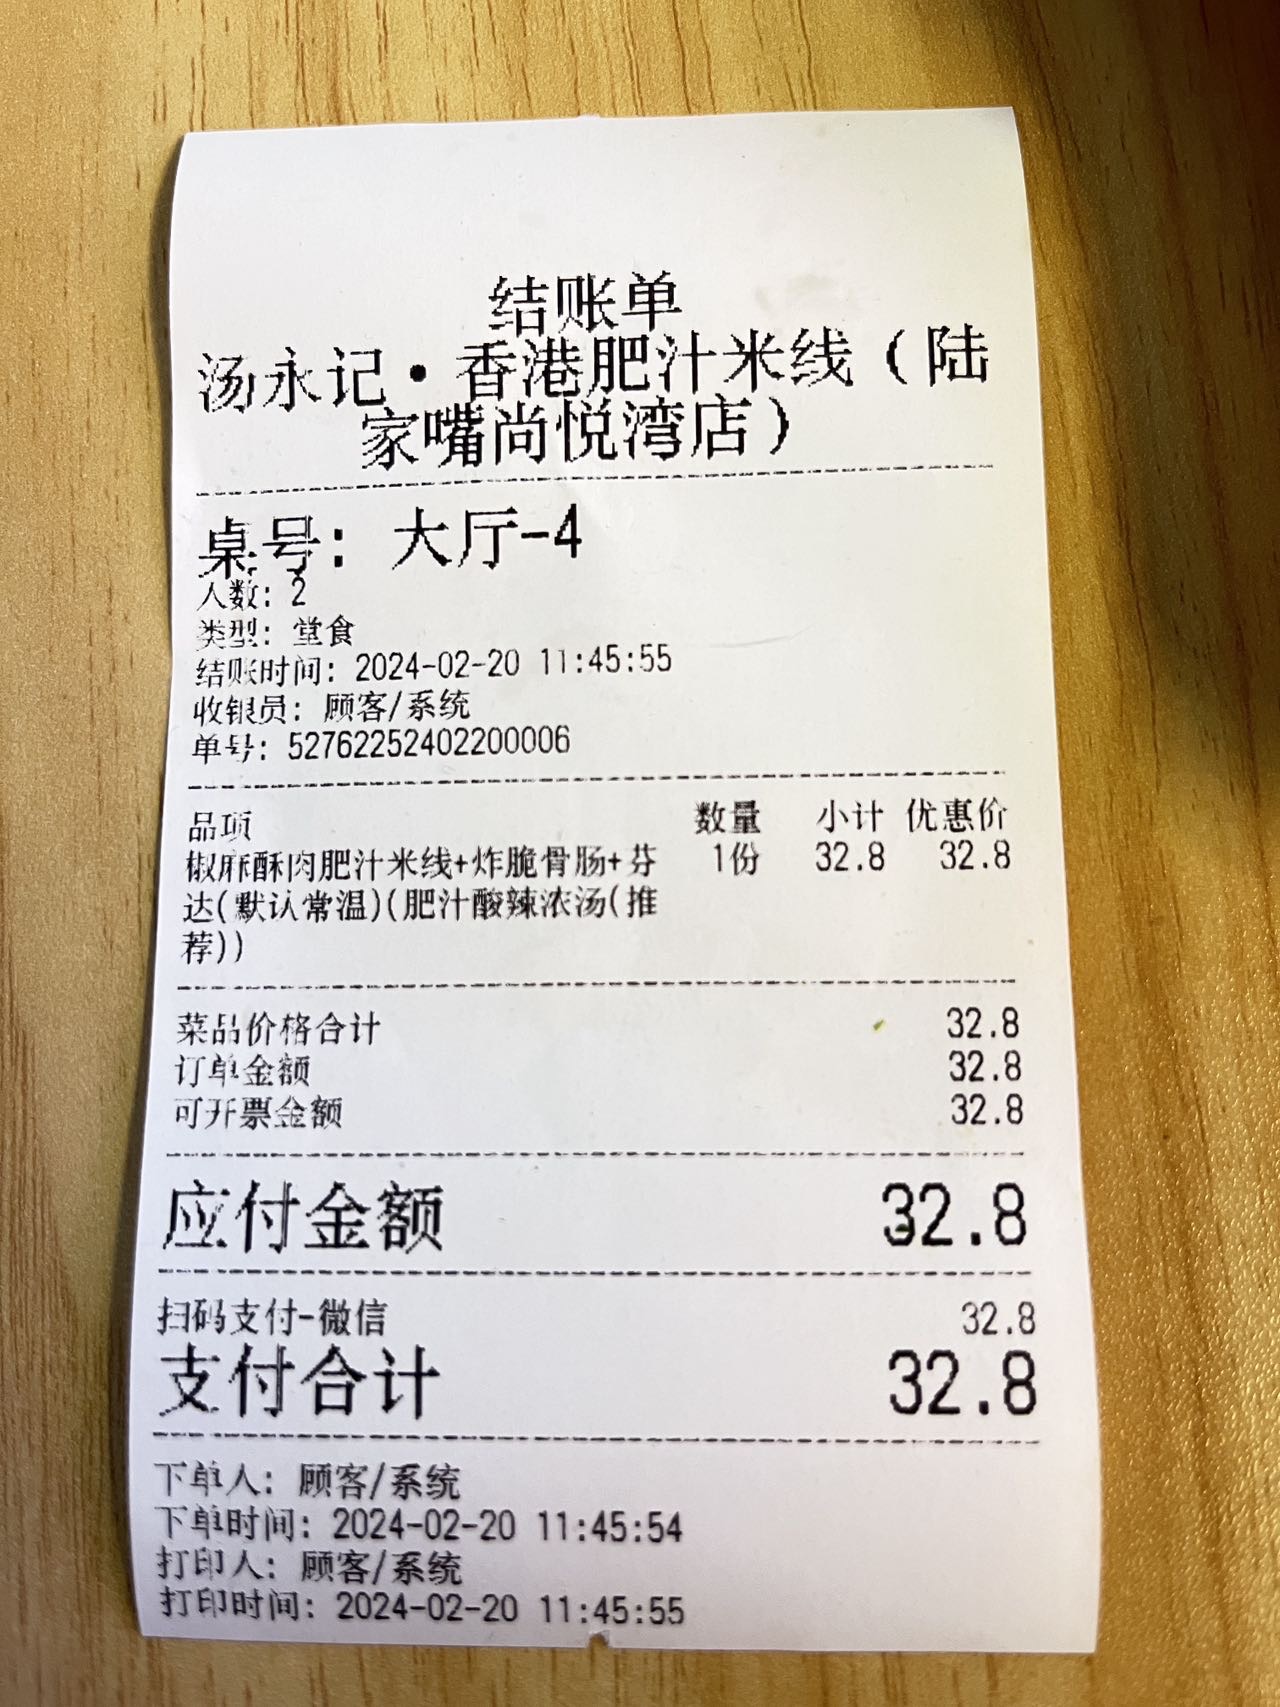 结账单
汤永记·香港肥汁米线（陆
家嘴尚悦湾店）
桌号: 大厅-4
人数: 2
类型: 堂食
结账时间: 2024-02-20 11:45:55
收银员: 顾客/系统
单号: 52762252402200006
品项 数量 小计 优惠价
椒麻酥肉肥汁米线+炸脆骨肠+芬 1份 32.8 32.8
达(默认常温)(肥汁酸辣浓汤(推
荐))
菜品价格合计 32.8
订单金额 32.8
可开票金额 32.8
应付金额 32.8
扫码支付-微信 32.8
支付合计 32.8
下单人: 顾客/系统
下单时间: 2024-02-20 11:45:54
打印人: 顾客/系统
打印时间: 2024-02-20 11:45:55